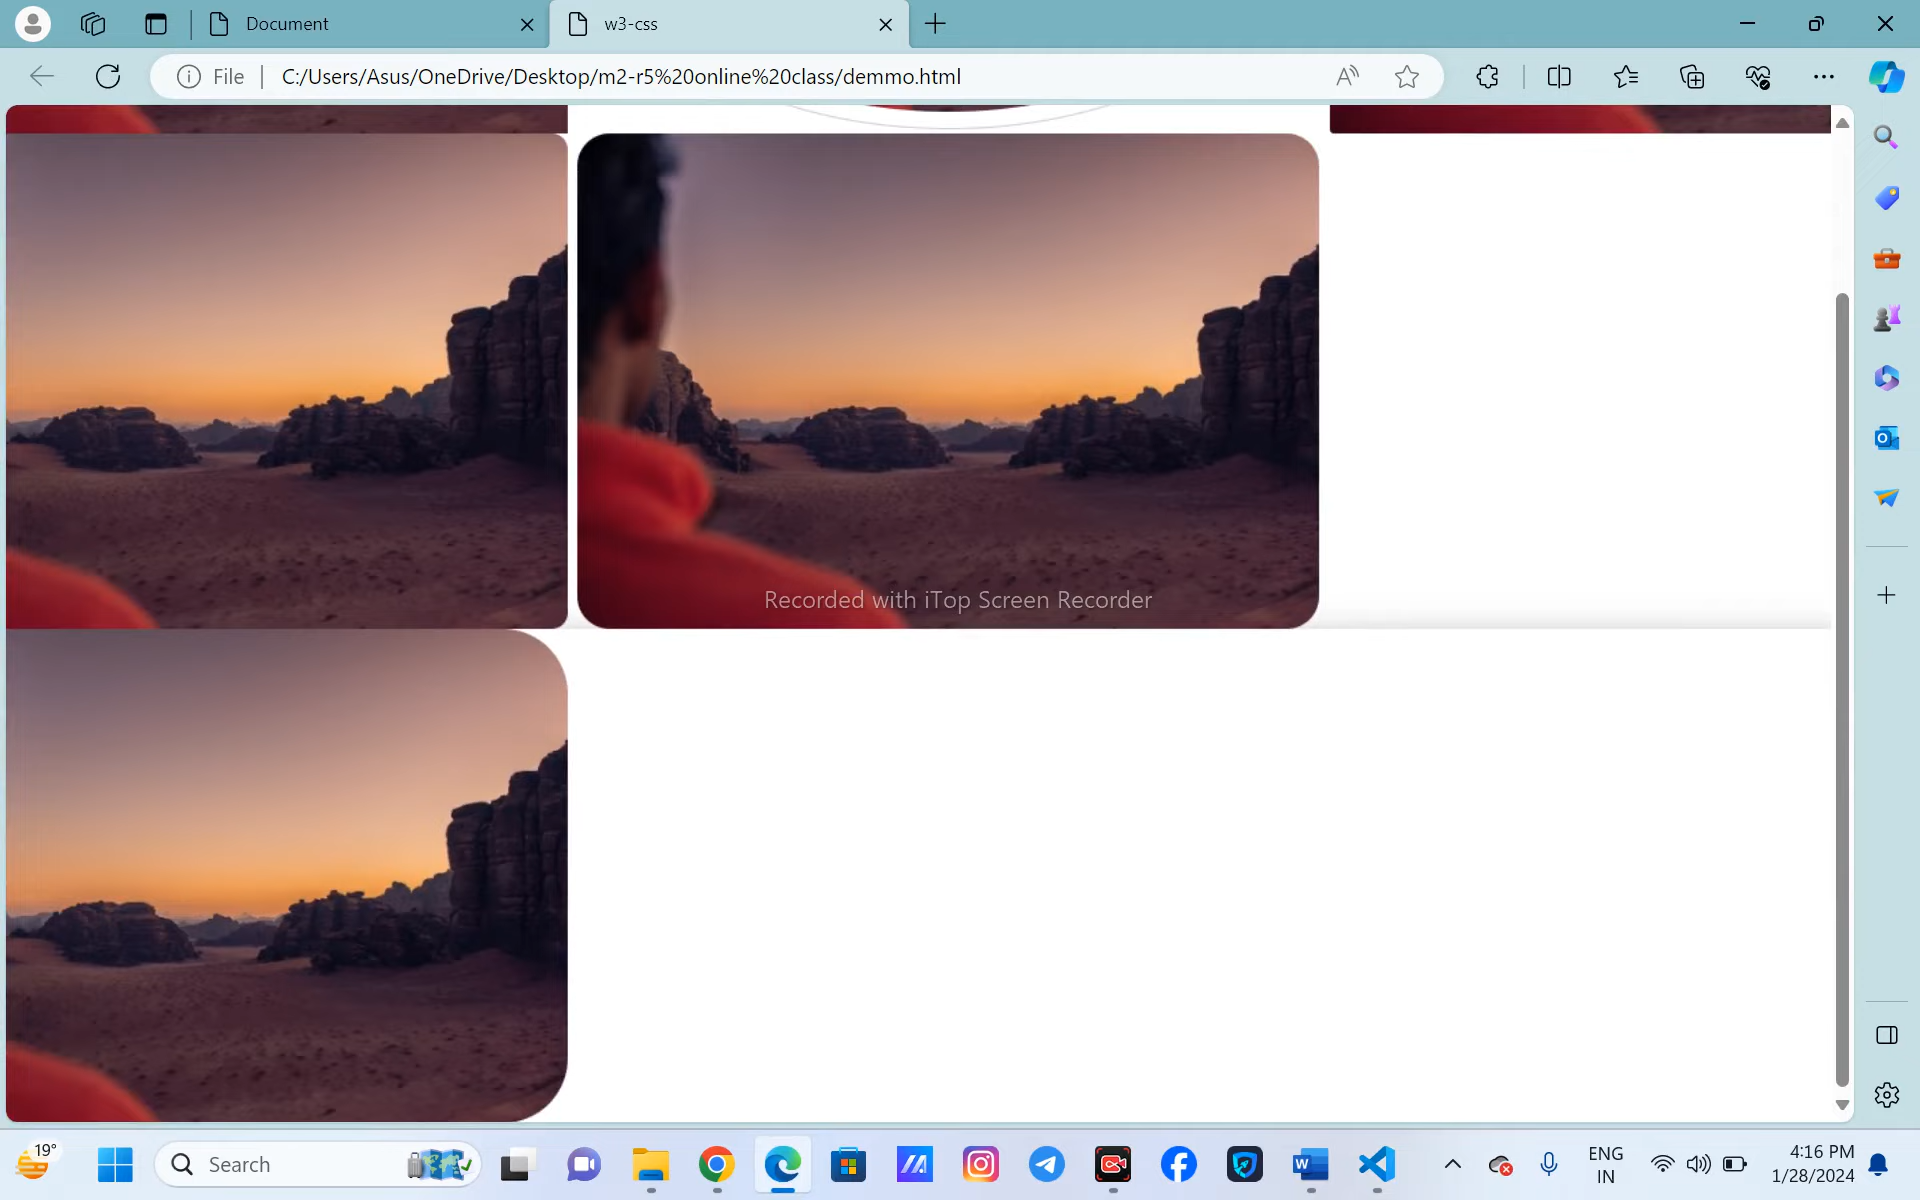 Document
w3-css
File
C:/Users/Asus/OneDrive/Desktop/m2-r5%20online%20class/demmo.html
Recorded with iTop Screen Recorder
19°
Search
ENG
IN
4:16 PM
1/28/2024